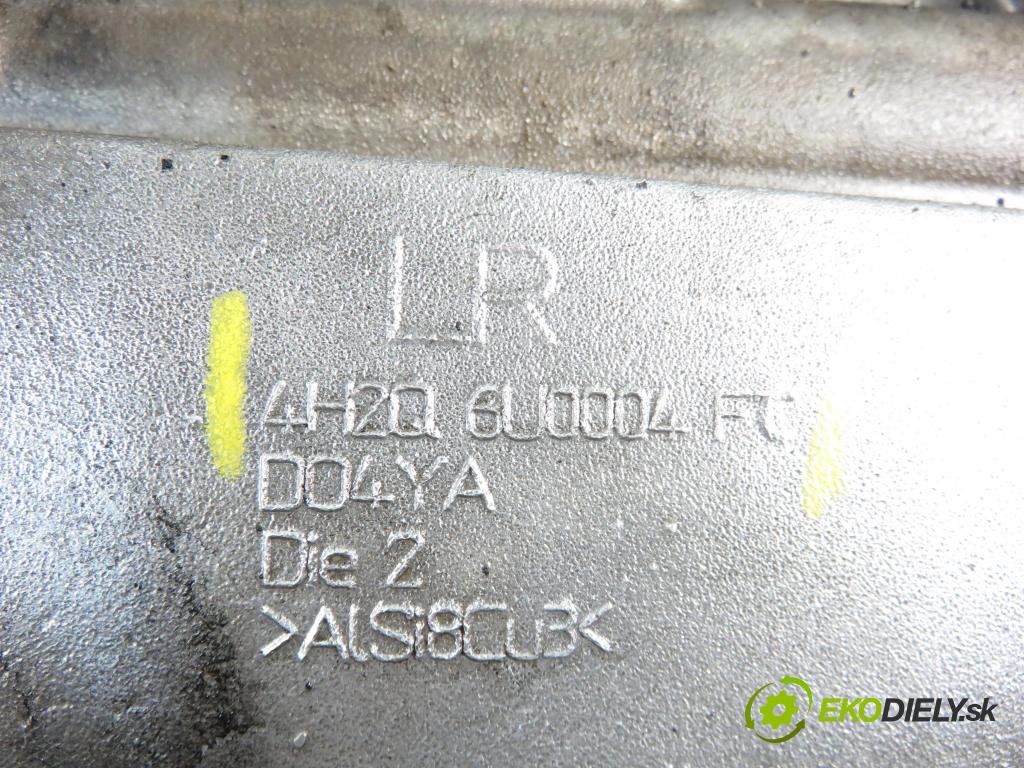 LR
4H2Q 6U0004 FC
D04YA
Die 2
>AlSi8Cu3<
EKODIELY.sk